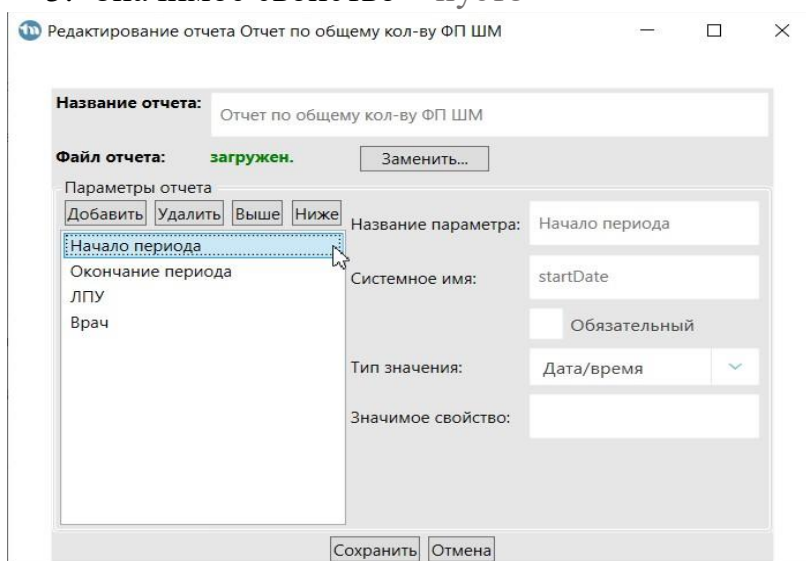 Редактирование отчета Отчет по общему кол-ву ФП ШМ
Название отчета: Отчет по общему кол-ву ФП ШМ
Файл отчета: загружен. Заменить...
Параметры отчета
Добавить Удалить Выше Ниже
Начало периода
Окончание периода
ЛПУ
Врач
Название параметра: Начало периода
Системное имя: startDate
Обязательный
Тип значения: Дата/время
Значимое свойство:
Сохранить Отмена